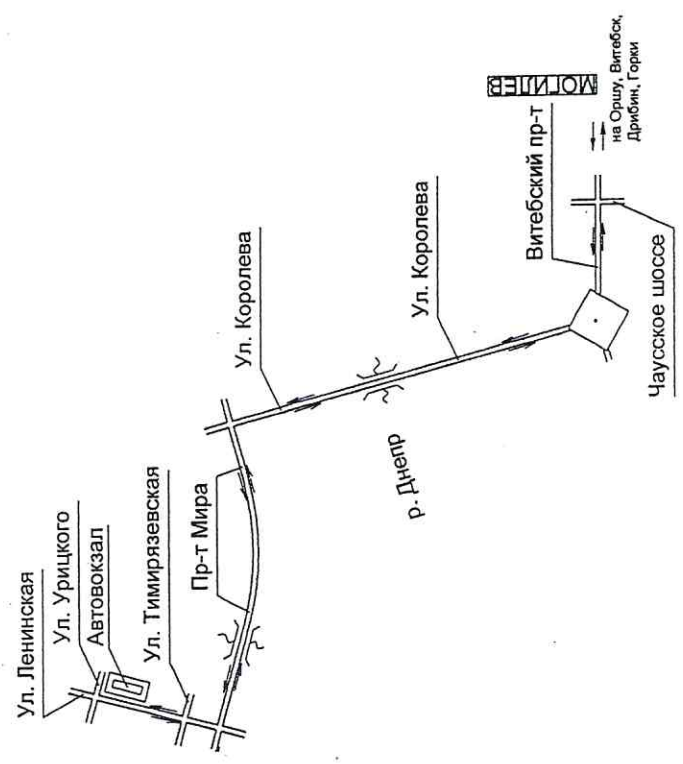 Ул. Ленинская
Ул. Урицкого
Автовокзал
Ул. Тимирязевская
Пр-т Мира
Ул. Королева
р. Днепр
Ул. Королева
Витебский пр-т
МОГИЛЕВ
на Оршу, Витебск,
Дрибин, Горки
Чаусское шоссе